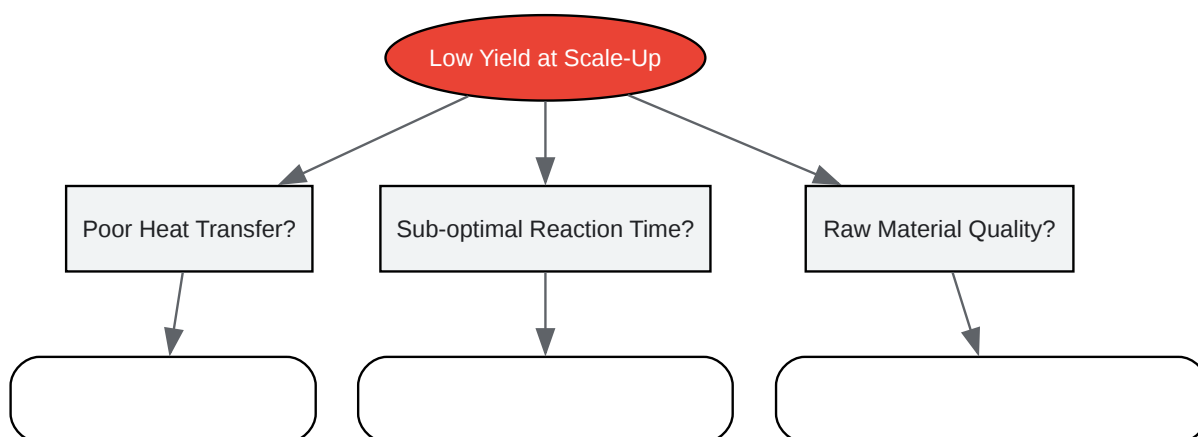 Low Yield at Scale-Up
Poor Heat Transfer?
Sub-optimal Reaction Time?
Raw Material Quality?